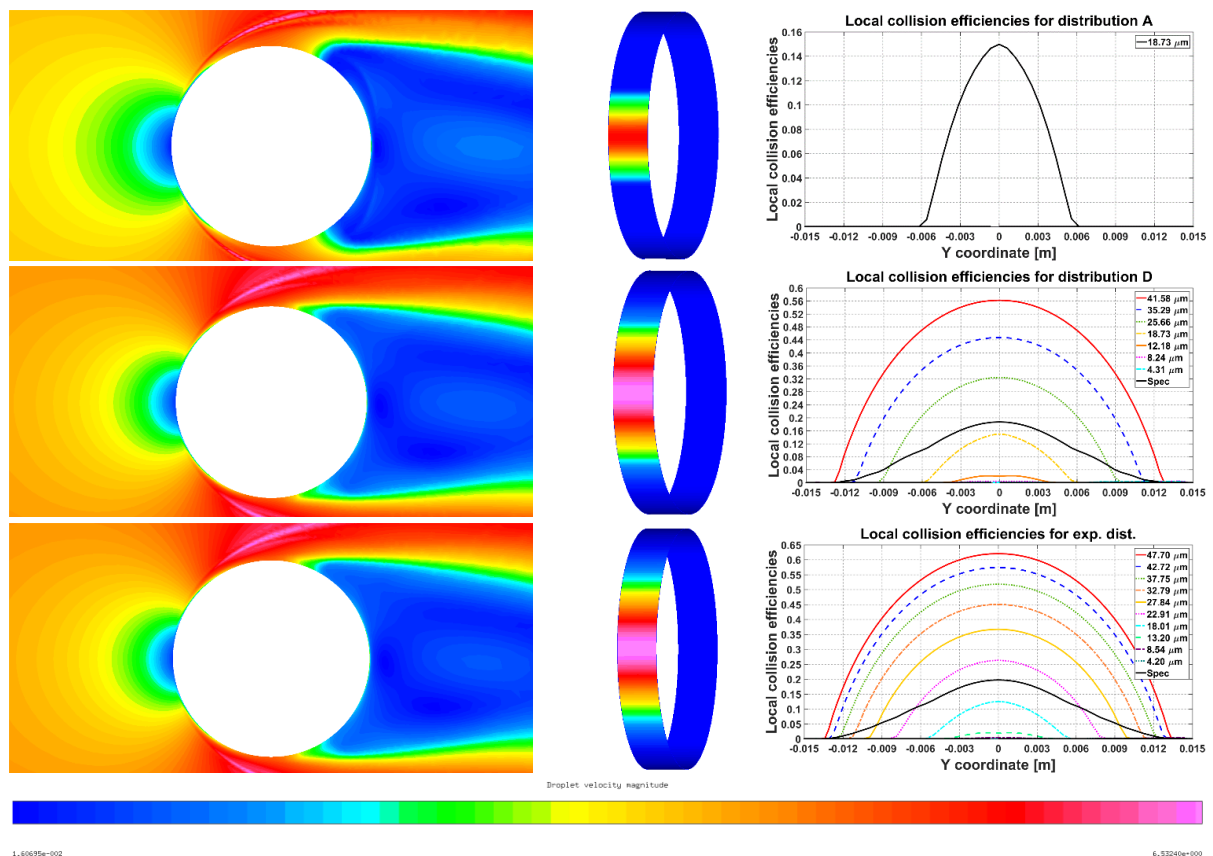 Local collision efficiencies for distribution A
Local collision efficiencies
0.16
0.14
0.12
0.1
0.08
0.06
0.04
0.02
0
18.73 μm
-0.015 -0.012 -0.009 -0.006 -0.003 0 0.003 0.006 0.009 0.012 0.015
Y coordinate [m]
Local collision efficiencies for distribution D
Local collision efficiencies
0.6
0.56
0.52
0.48
0.44
0.4
0.36
0.32
0.28
0.24
0.2
0.16
0.12
0.08
0.04
0
41.58 μm
35.29 μm
25.66 μm
18.73 μm
12.18 μm
8.24 μm
4.31 μm
Spec
-0.015 -0.012 -0.009 -0.006 -0.003 0 0.003 0.006 0.009 0.012 0.015
Y coordinate [m]
Local collision efficiencies for exp. dist.
Local collision efficiencies
0.65
0.6
0.55
0.5
0.45
0.4
0.35
0.3
0.25
0.2
0.15
0.1
0.05
0
47.70 μm
42.72 μm
37.75 μm
32.79 μm
27.84 μm
22.91 μm
18.01 μm
13.20 μm
8.54 μm
4.20 μm
Spec
-0.015 -0.012 -0.009 -0.006 -0.003 0 0.003 0.006 0.009 0.012 0.015
Y coordinate [m]
Droplet velocity magnitude
1.60695e-002
6.53240e+000